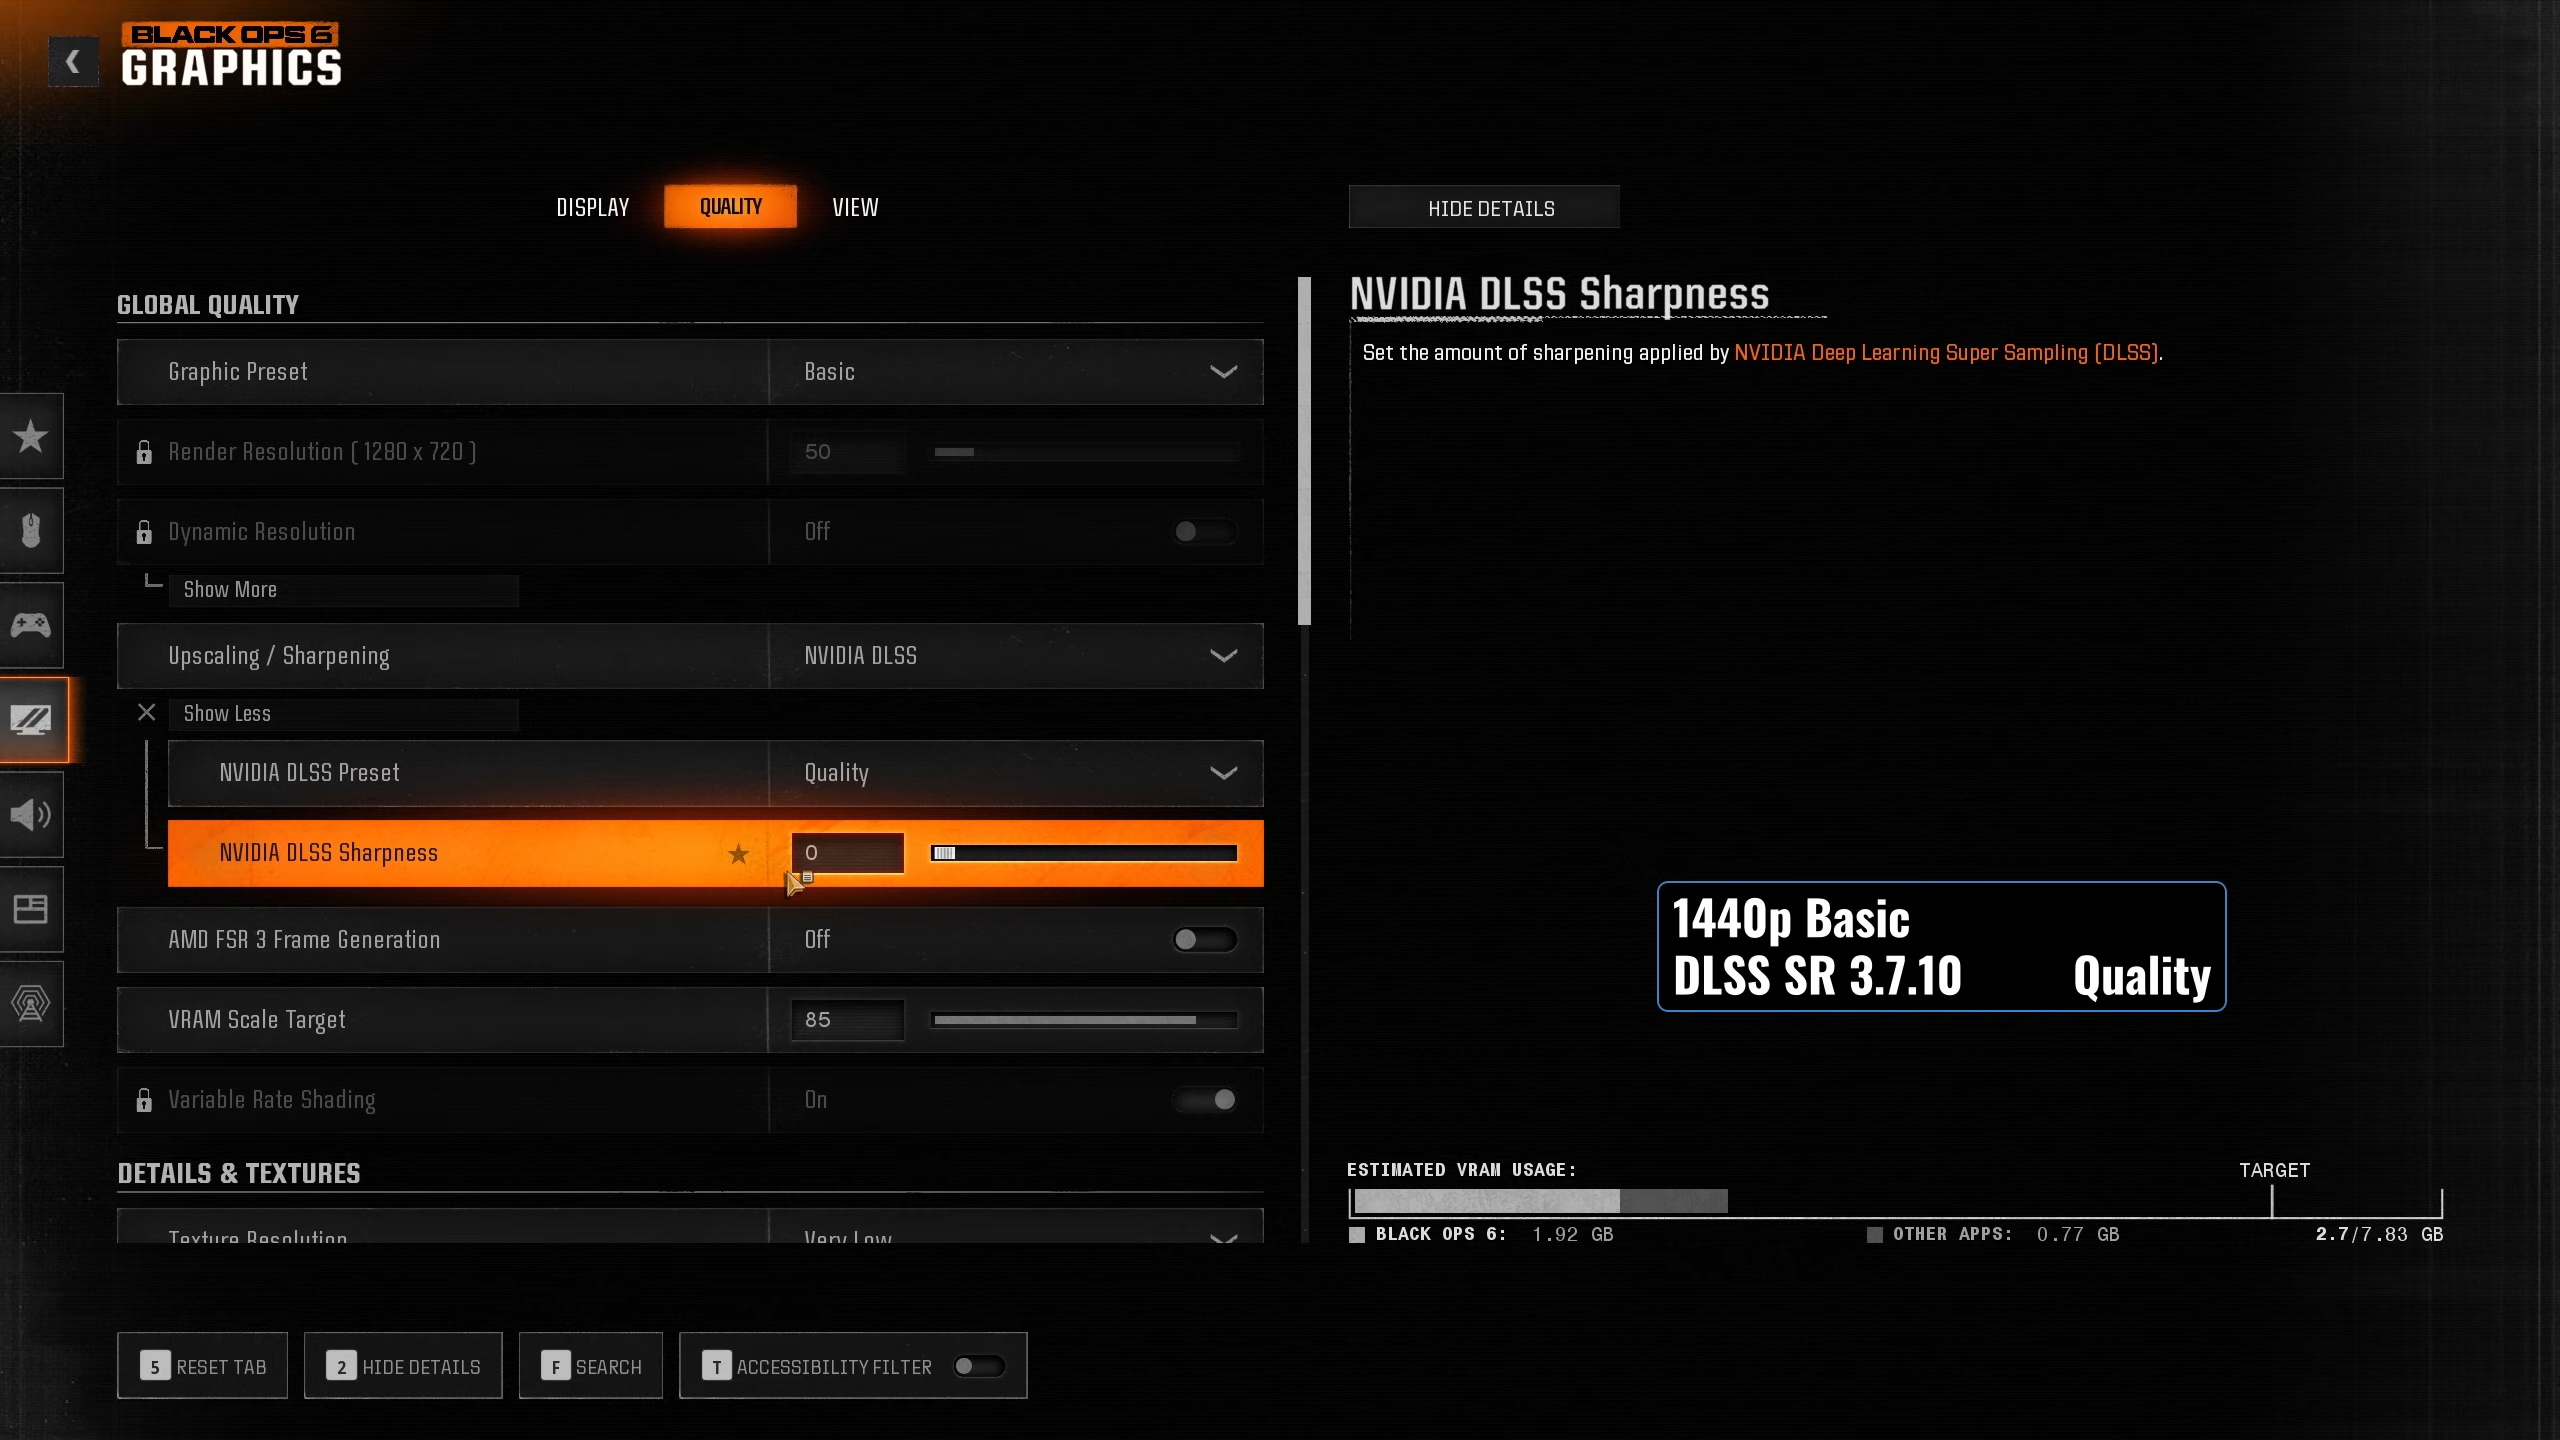 BLACK OPS 6
GRAPHICS
DISPLAY
QUALITY
VIEW
HIDE DETAILS
GLOBAL QUALITY
Graphic Preset
Basic
Render Resolution ( 1280 x 720 )
50
Dynamic Resolution
Off
Show More
Upscaling / Sharpening
NVIDIA DLSS
Show Less
NVIDIA DLSS Preset
Quality
NVIDIA DLSS Sharpness
0
AMD FSR 3 Frame Generation
Off
VRAM Scale Target
85
Variable Rate Shading
On
DETAILS & TEXTURES
Texture Resolution
Very Low
NVIDIA DLSS Sharpness
Set the amount of sharpening applied by NVIDIA Deep Learning Super Sampling (DLSS).
1440p Basic
DLSS SR 3.7.10 Quality
ESTIMATED VRAM USAGE:
TARGET
BLACK OPS 6: 1.92 GB
OTHER APPS: 0.77 GB
2.7/7.83 GB
5 RESET TAB
2 HIDE DETAILS
F SEARCH
T ACCESSIBILITY FILTER